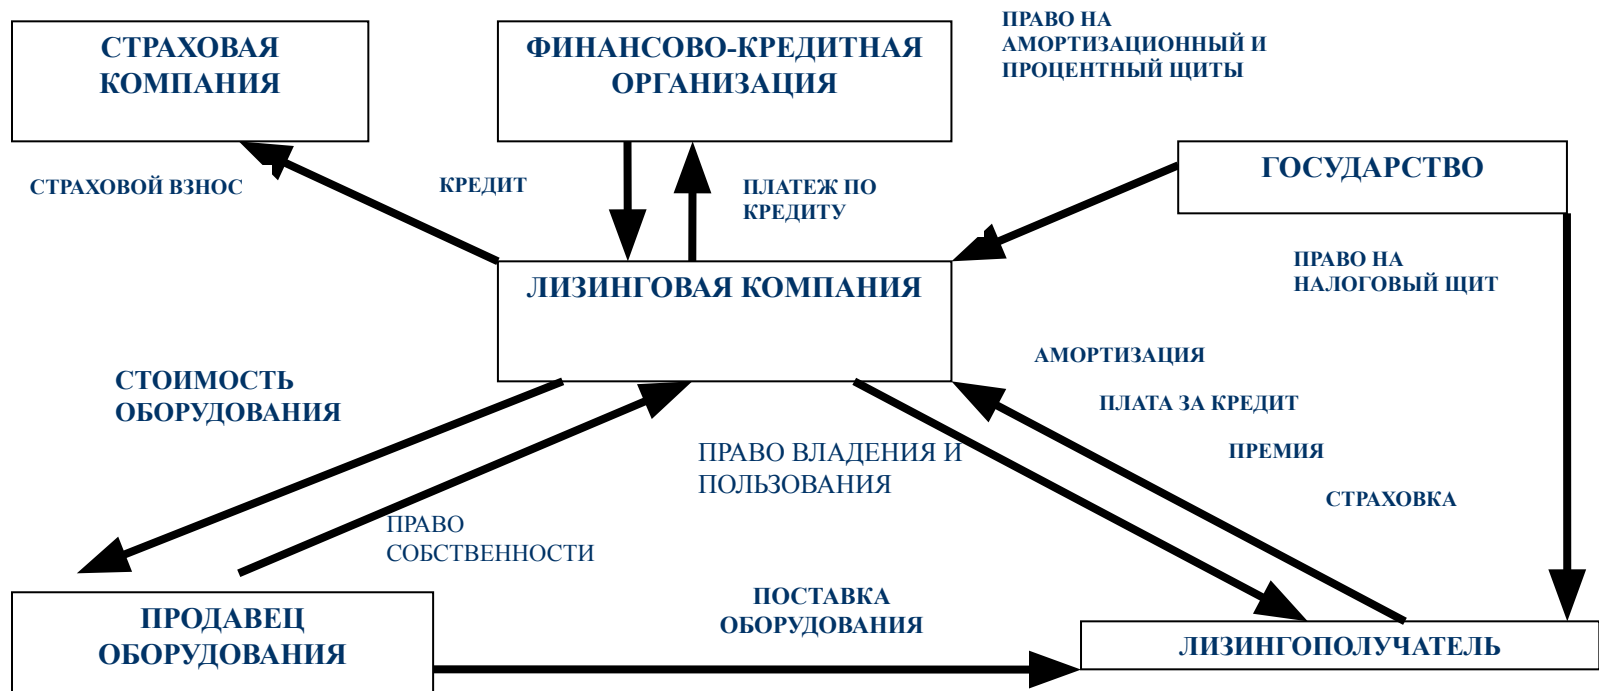 СТРАХОВАЯ
КОМПАНИЯ
ФИНАНСОВО-КРЕДИТНАЯ
ОРГАНИЗАЦИЯ
ПРАВО НА
АМОРТИЗАЦИОННЫЙ И
ПРОЦЕНТНЫЙ ЩИТЫ
ГОСУДАРСТВО
СТРАХОВОЙ ВЗНОС
КРЕДИТ
ПЛАТЕЖ ПО
КРЕДИТУ
ПРАВО НА
НАЛОГОВЫЙ ЩИТ
ЛИЗИНГОВАЯ КОМПАНИЯ
АМОРТИЗАЦИЯ
СТОИМОСТЬ
ОБОРУДОВАНИЯ
ПЛАТА ЗА КРЕДИТ
ПРАВО ВЛАДЕНИЯ И
ПОЛЬЗОВАНИЯ
ПРЕМИЯ
СТРАХОВКА
ПРАВО
СОБСТВЕННОСТИ
ПРОДАВЕЦ
ОБОРУДОВАНИЯ
ПОСТАВКА
ОБОРУДОВАНИЯ
ЛИЗИНГОПОЛУЧАТЕЛЬ